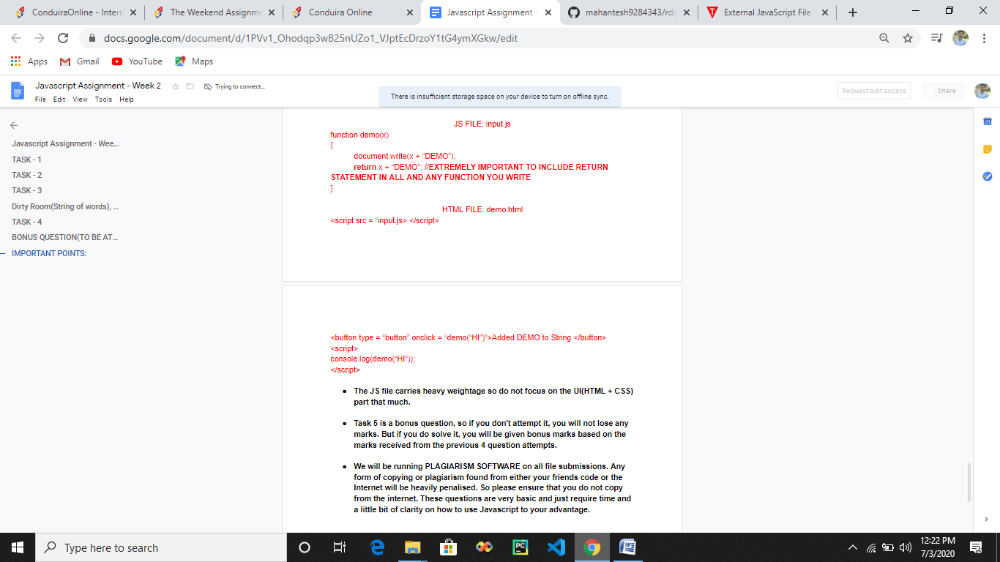 ConduiraOnline - Intern
The Weekend Assignme
Conduira Online
Javascript Assignment -
mahantesh9284343/rdi
External JavaScript File -
docs.google.com/document/d/1PVv1_Ohodqp3wB25nUZo1_VJptEcDrzoY1tG4ymXGkw/edit
Apps
Gmail
YouTube
Maps
Javascript Assignment - Week 2
Trying to connect...
File Edit View Tools Help
There is insufficient storage space on your device to turn on offline sync.
Request edit access
Share
Javascript Assignment - Wee...
TASK - 1
TASK - 2
TASK - 3
Dirty Room(String of words), ...
TASK - 4
BONUS QUESTION(TO BE AT...
IMPORTANT POINTS:
JS FILE: input.js
function demo(x)
{
document.write(x + “DEMO”);
return x + “DEMO”; //EXTREMELY IMPORTANT TO INCLUDE RETURN
STATEMENT IN ALL AND ANY FUNCTION YOU WRITE
}
HTML FILE: demo.html
<script src = “input.js> </script>
<button type = “button” onclick = “demo(“HI”)”>Added DEMO to String </button>
<script>
console.log(demo(“HI”));
</script>
• The JS file carries heavy weightage so do not focus on the UI(HTML + CSS)
part that much.
• Task 5 is a bonus question, so if you don't attempt it, you will not lose any
marks. But if you do solve it, you will be given bonus marks based on the
marks received from the previous 4 question attempts.
• We will be running PLAGIARISM SOFTWARE on all file submissions. Any
form of copying or plagiarism found from either your friends code or the
Internet will be heavily penalised. So please ensure that you do not copy
from the internet. These questions are very basic and just require time and
a little bit of clarity on how to use Javascript to your advantage.
31
Type here to search
PC
W
12:22 PM
7/3/2020